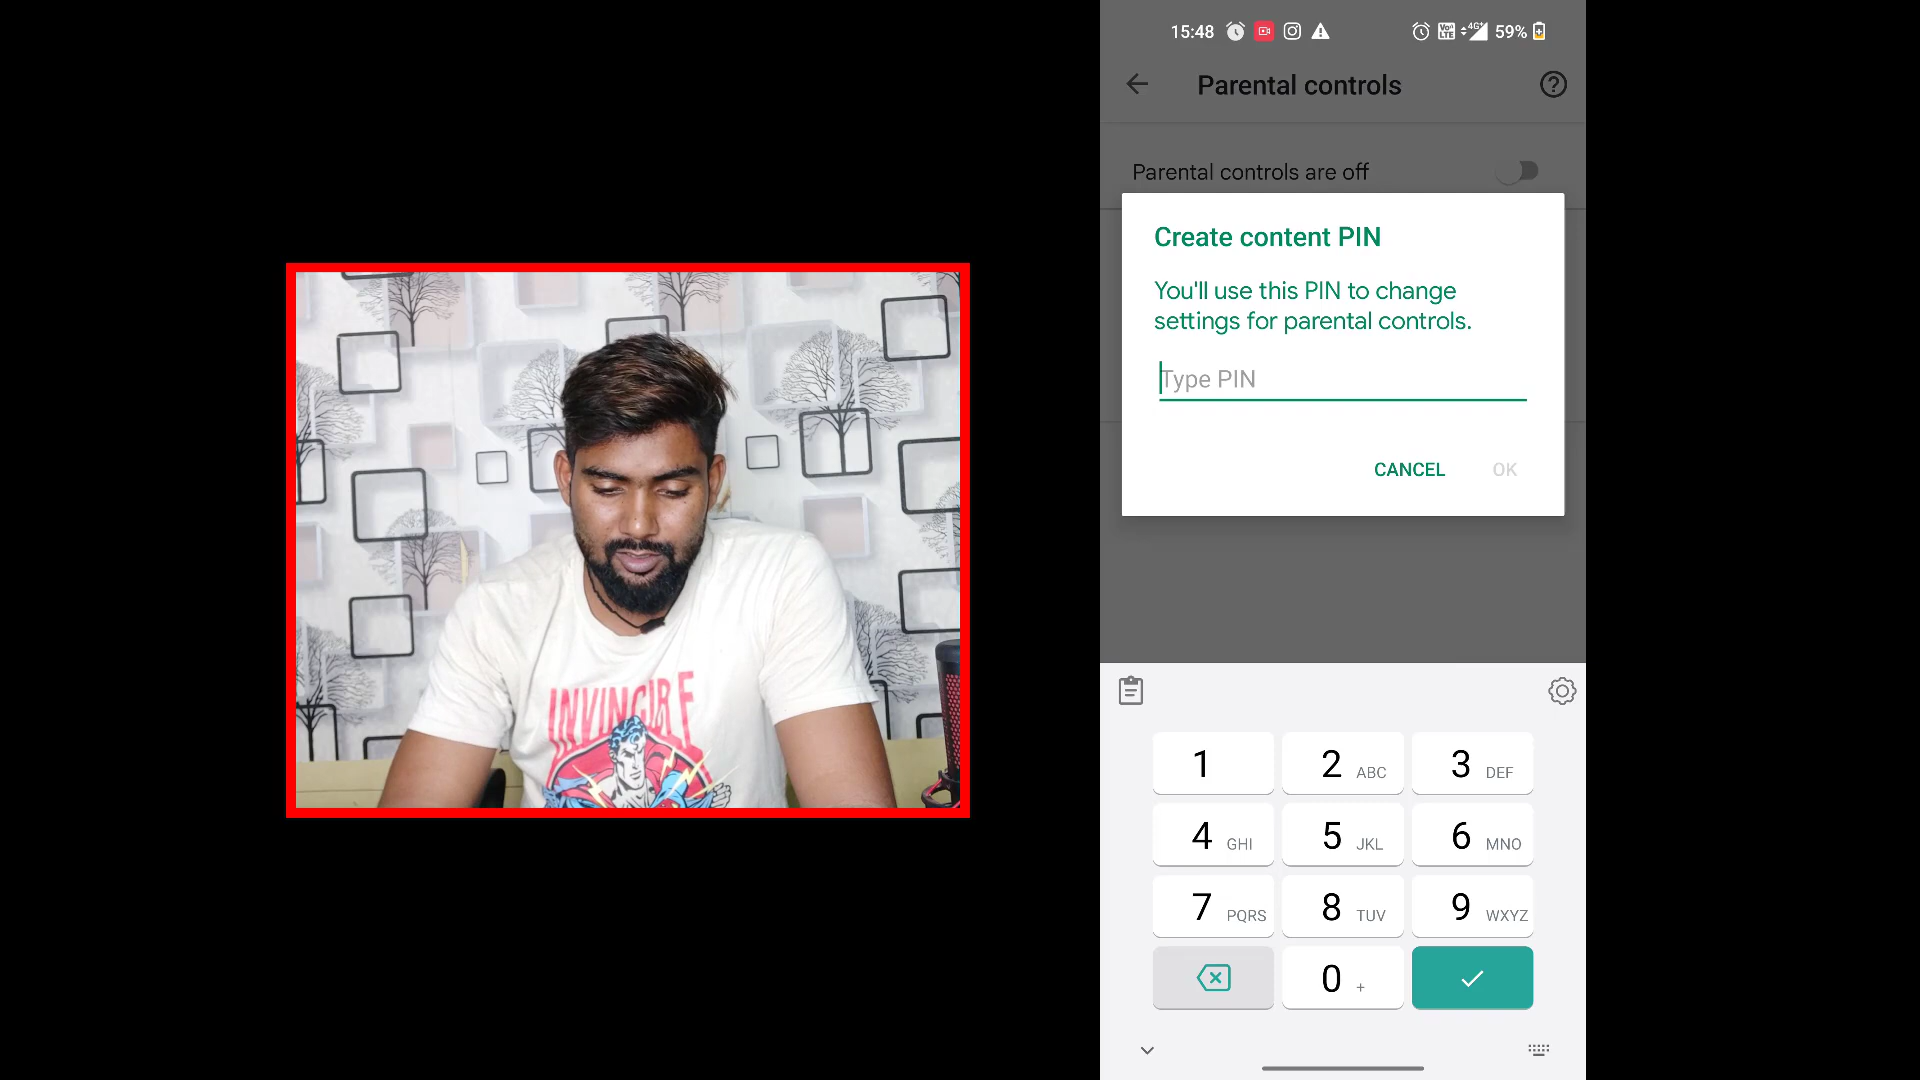 15:48
4G+
59%
Parental controls
Parental controls are off
Create content PIN
You'll use this PIN to change
settings for parental controls.
Type PIN
CANCEL OK
1
2 ABC
3 DEF
4 GHI
5 JKL
6 MNO
7 PQRS
8 TUV
9 WXYZ
0 +